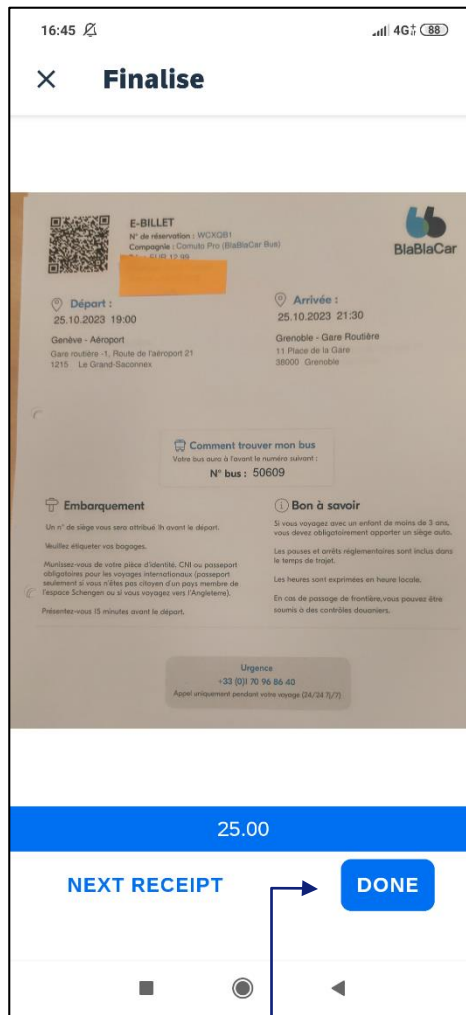 16:45
4G+ 88
× Finalise
E-BILLET
N° de réservation : WCXQB1
Compagnie : Comuto Pro (BlaBlaCar Bus)
EUR 12.99
BlaBlaCar
Départ :
25.10.2023 19:00
Genève - Aéroport
Gare routière -1, Route de l'aéroport 21
1215 Le Grand-Saconnex
Arrivée :
25.10.2023 21:30
Grenoble - Gare Routière
11 Place de la Gare
38000 Grenoble
Comment trouver mon bus
Votre bus aura à l'avant le numéro suivant :
N° bus : 50609
Embarquement
Un n° de siège vous sera attribué 1h avant le départ.
Veuillez étiqueter vos bagages.
Munissez-vous de votre pièce d'identité, CNI ou passeport
obligatoires pour les voyages internationaux (passeport
seulement si vous n'êtes pas citoyen d'un pays membre de
l'espace Schengen ou si vous voyagez vers l'Angleterre).
Présentez-vous 15 minutes avant le départ.
Bon à savoir
Si vous voyagez avec un enfant de moins de 3 ans,
vous devez obligatoirement apporter un siège auto.
Les pauses et arrêts réglementaires sont inclus dans
le temps de trajet.
Les heures sont exprimées en heure locale.
En cas de passage de frontière,vous pouvez être
soumis à des contrôles douaniers.
Urgence
+33 (0)1 70 96 86 40
Appel uniquement pendant votre voyage (24/24 7j/7)
25.00
NEXT RECEIPT
DONE